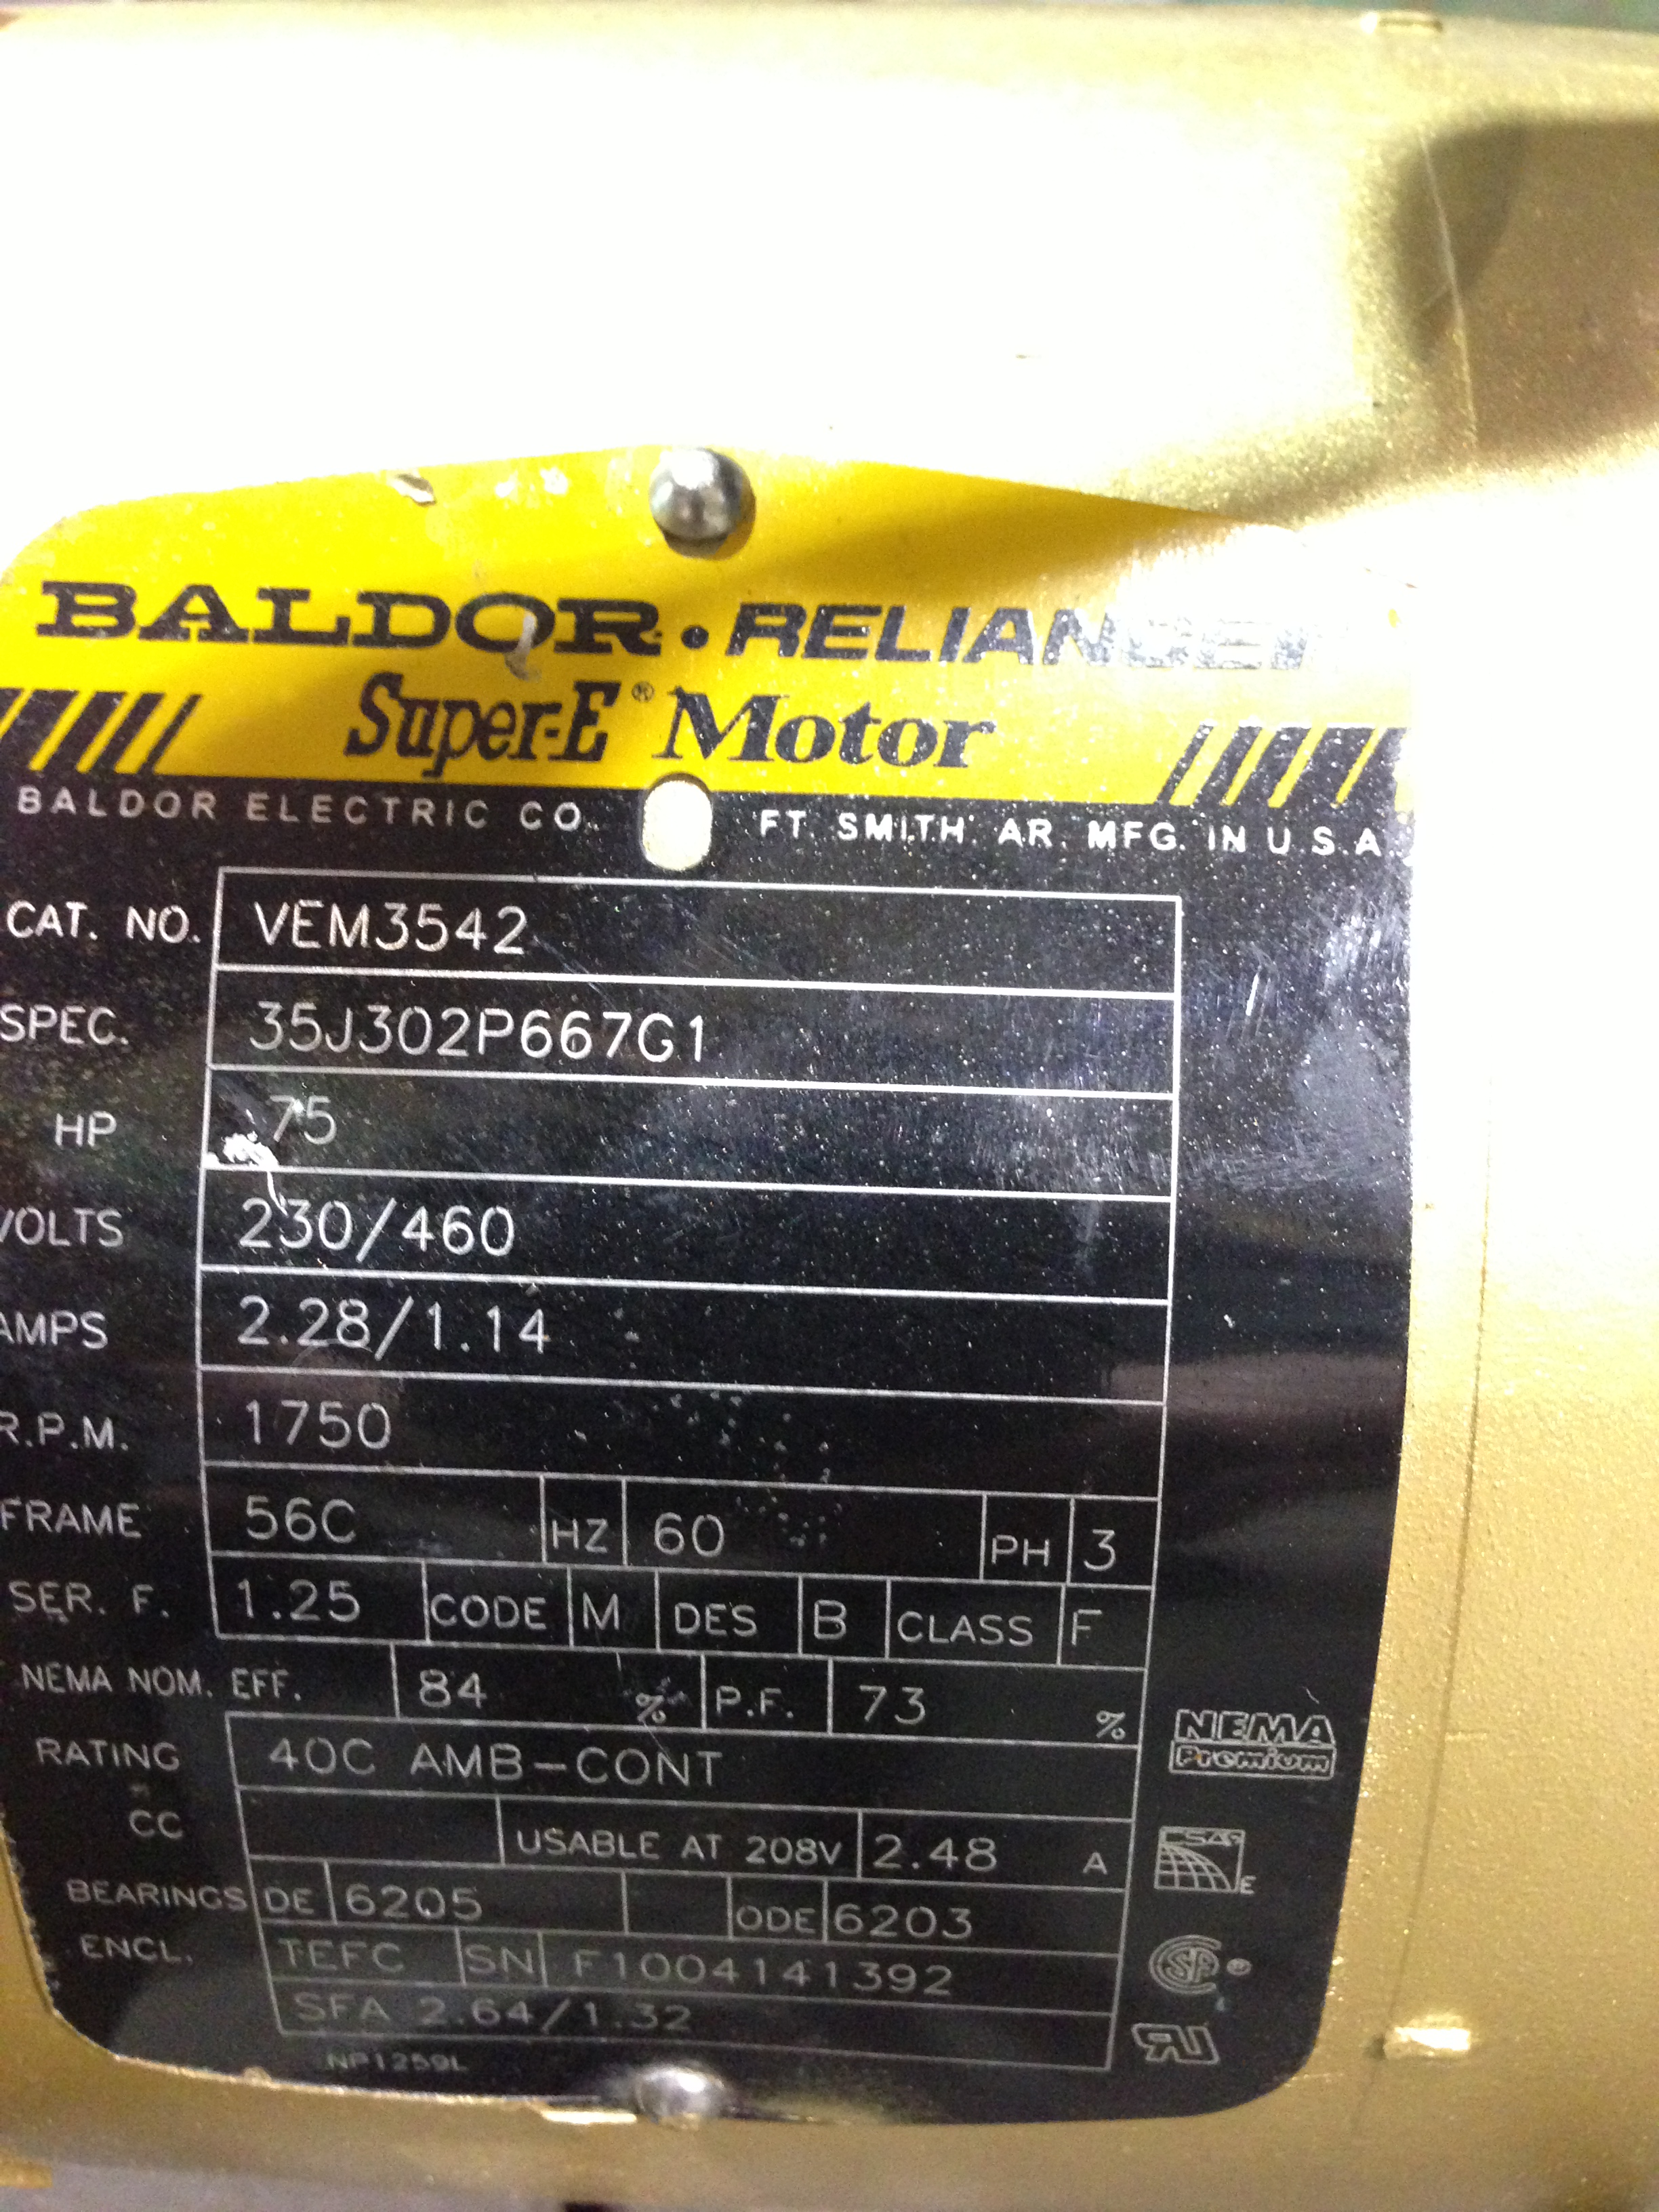 BALDOR • RELIANCE
Super-E® Motor
BALDOR ELECTRIC CO. FT. SMITH. AR. MFG. IN U.S.A.
CAT. NO. VEM3542
SPEC. 35J302P667G1
HP 75
VOLTS 230/460
AMPS 2.28/1.14
R.P.M. 1750
FRAME 56C HZ 60 PH 3
SER. F. 1.25 CODE M DES B CLASS F
NEMA NOM. EFF. 84 % P.F. 73 %
NEMA
Premium
RATING 40C AMB-CONT
CC USABLE AT 208V 2.48 A
BEARINGS DE 6205 ODE 6203
ENCL. TEFC SN F1004141392
SFA 2.64/1.32
NP1259L